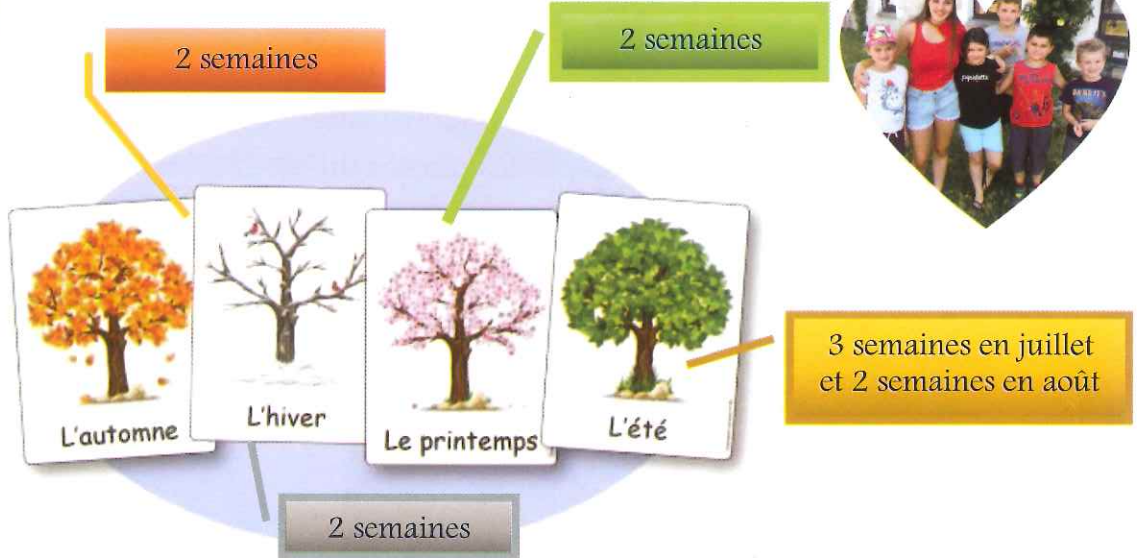 2 semaines
2 semaines
L'automne
L'hiver
Le printemps
L'été
3 semaines en juillet
et 2 semaines en août
2 semaines